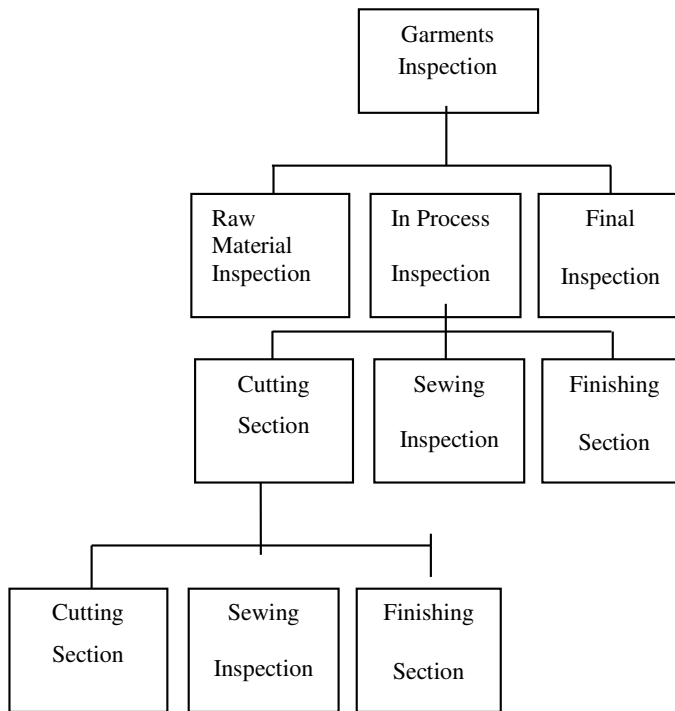 Garments
Inspection
Raw
Material
Inspection
In Process
Inspection
Final
Inspection
Cutting
Section
Sewing
Inspection
Finishing
Section
Cutting
Section
Sewing
Inspection
Finishing
Section